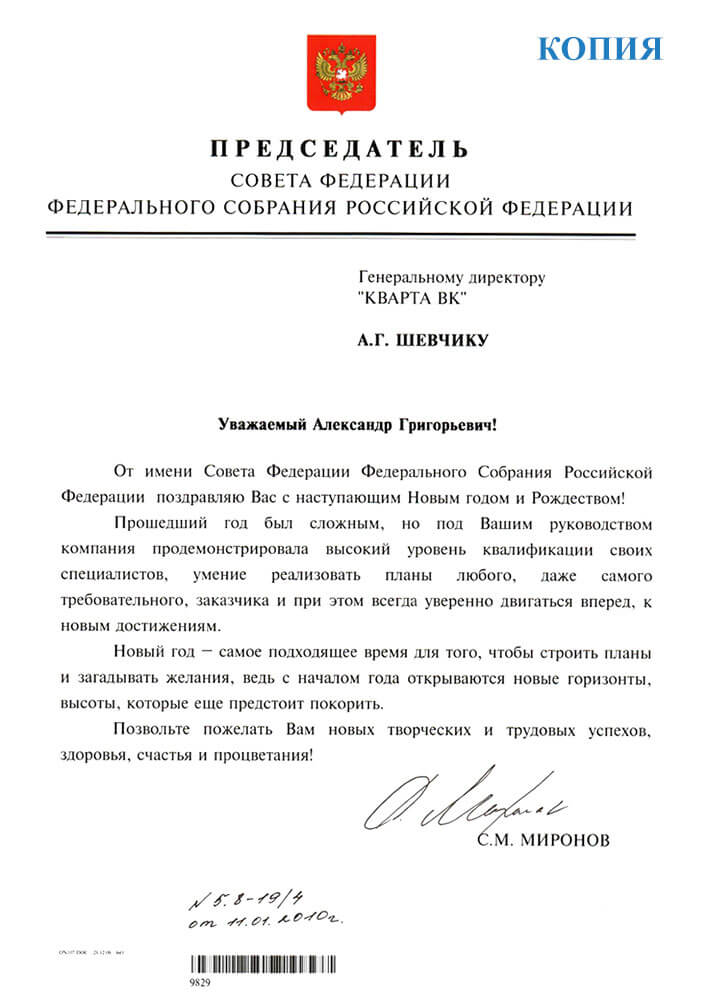 КОПИЯ
ПРЕДСЕДАТЕЛЬ
СОВЕТА ФЕДЕРАЦИИ
ФЕДЕРАЛЬНОГО СОБРАНИЯ РОССИЙСКОЙ ФЕДЕРАЦИИ
Генеральному директору
"КВАРТА ВК"
А.Г. ШЕВЧИКУ
Уважаемый Александр Григорьевич!
От имени Совета Федерации Федерального Собрания Российской
Федерации поздравляю Вас с наступающим Новым годом и Рождеством!
Прошедший год был сложным, но под Вашим руководством
компания продемонстрировала высокий уровень квалификации своих
специалистов, умение реализовать планы любого, даже самого
требовательного, заказчика и при этом всегда уверенно двигаться вперед, к
новым достижениям.
Новый год – самое подходящее время для того, чтобы строить планы
и загадывать желания, ведь с началом года открываются новые горизонты,
высоты, которые еще предстоит покорить.
Позвольте пожелать Вам новых творческих и трудовых успехов,
здоровья, счастья и процветания!
С.М. МИРОНОВ
N 5.8-19/4
от 11.01.2010г.
9829